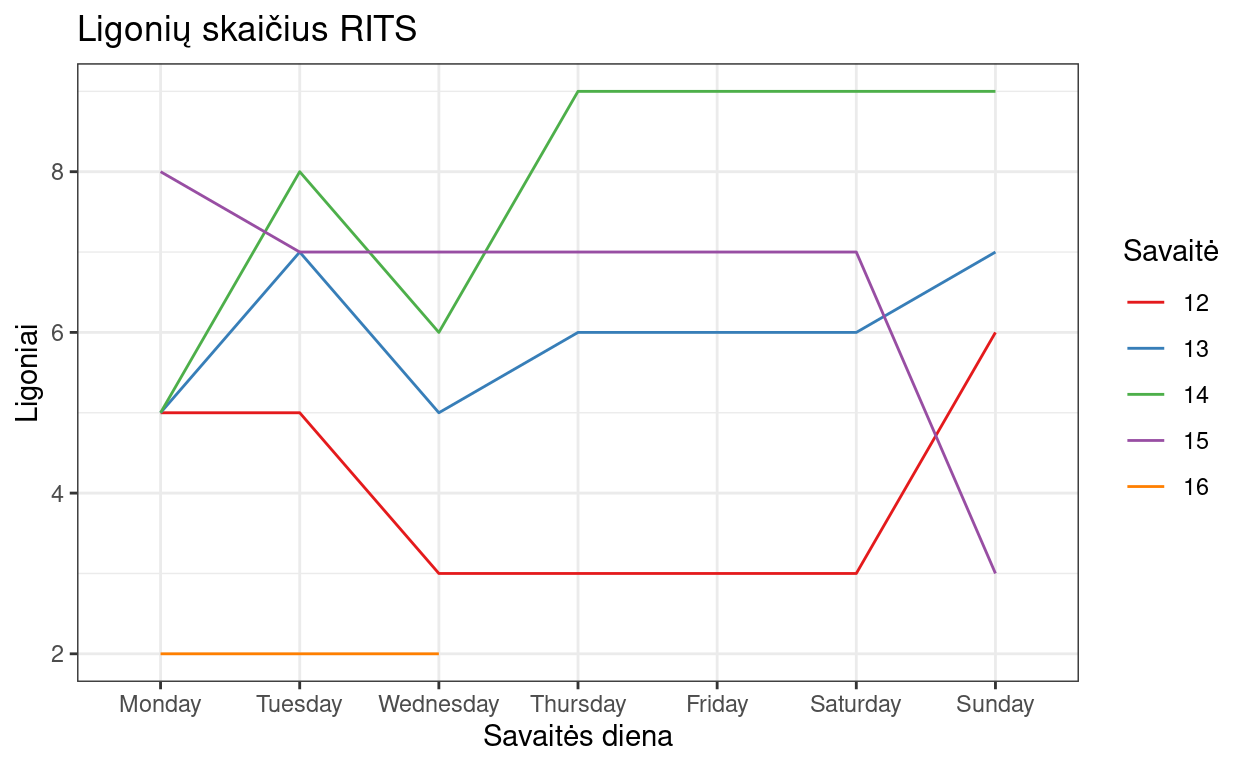 Ligonių skaičius RITS
Ligoniai
8
6
4
2
Monday Tuesday Wednesday Thursday Friday Saturday Sunday
Savaitės diena
Savaitė
12
13
14
15
16